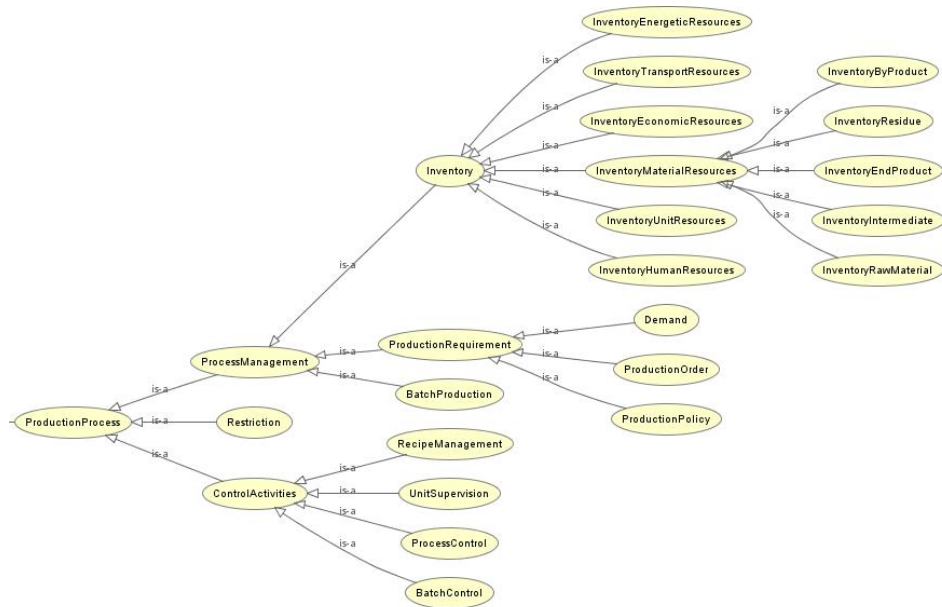 InventoryEnergeticResources
is-a
InventoryTransportResources
is-a
InventoryByProduct
is-a
InventoryEconomicResources
is-a
InventoryResidue
is-a
Inventory
is-a
InventoryMaterialResources
is-a
InventoryEndProduct
is-a
InventoryUnitResources
is-a
InventoryIntermediate
is-a
InventoryHumanResources
is-a
InventoryRawMaterial
is-a
Demand
is-a
ProductionRequirement
is-a
ProcessManagement
is-a
ProductionOrder
is-a
BatchProduction
is-a
ProductionPolicy
is-a
ProductionProcess
is-a
Restriction
is-a
RecipeManagement
is-a
ControlActivities
is-a
UnitSupervision
is-a
ProcessControl
is-a
BatchControl